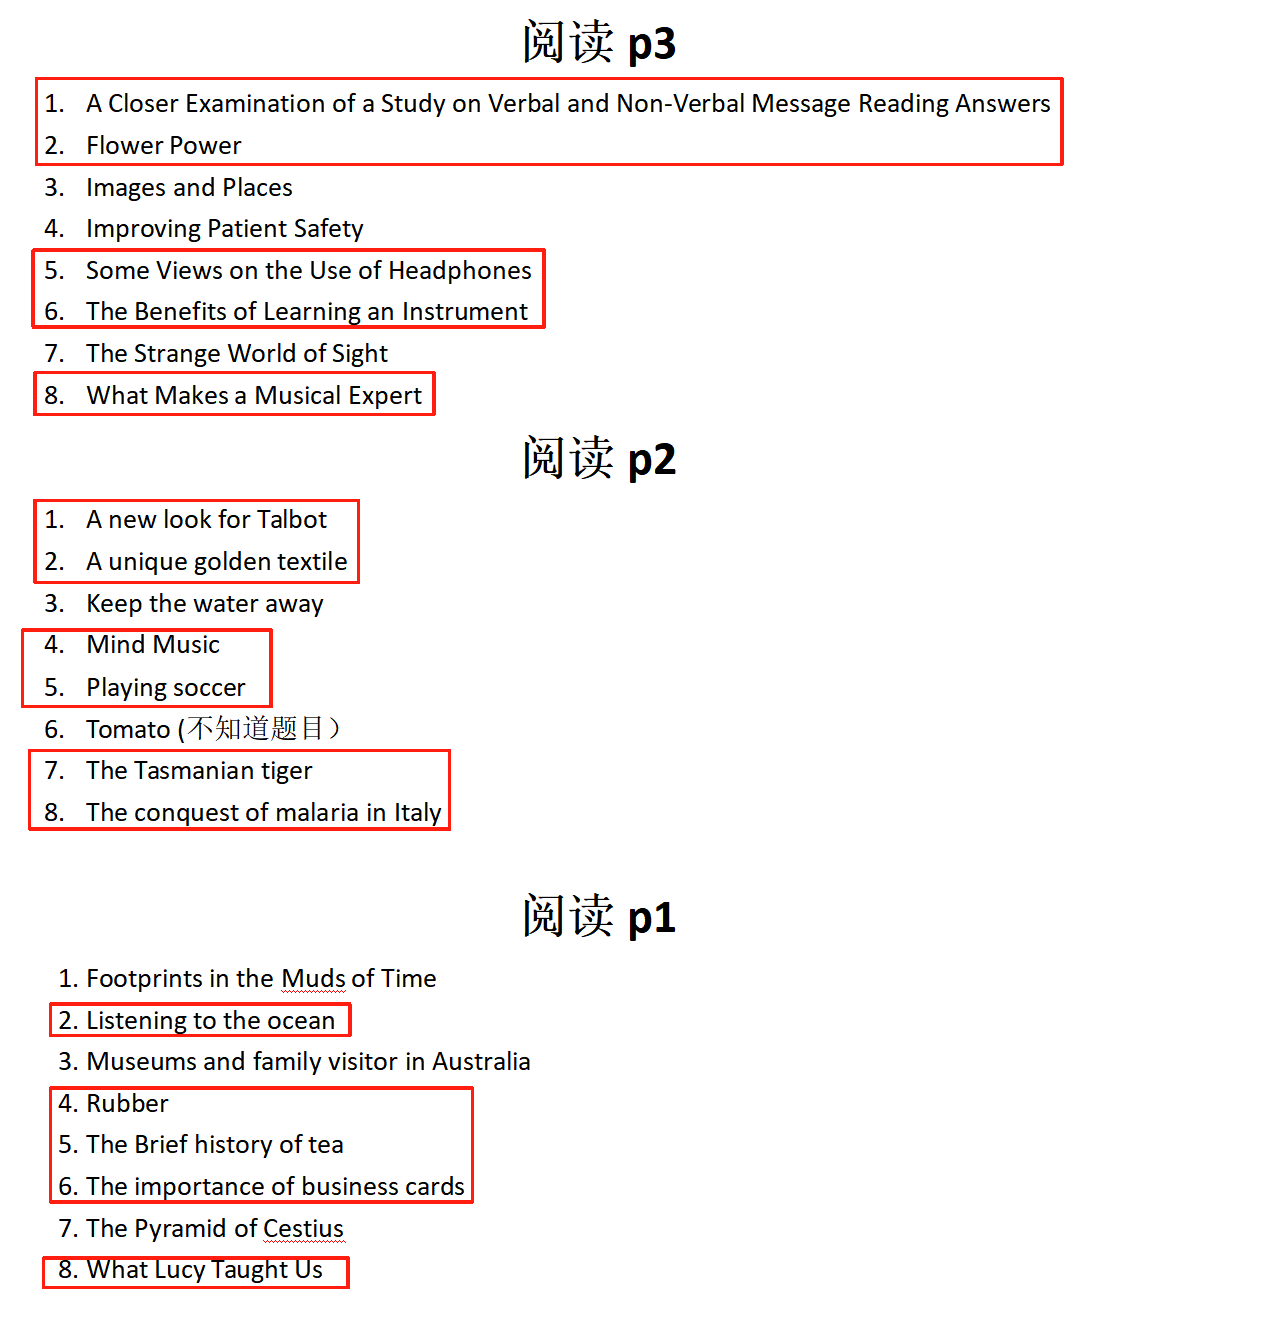 阅读 p3
1. A Closer Examination of a Study on Verbal and Non-Verbal Message Reading Answers
2. Flower Power
3. Images and Places
4. Improving Patient Safety
5. Some Views on the Use of Headphones
6. The Benefits of Learning an Instrument
7. The Strange World of Sight
8. What Makes a Musical Expert
阅读 p2
1. A new look for Talbot
2. A unique golden textile
3. Keep the water away
4. Mind Music
5. Playing soccer
6. Tomato (不知道题目）
7. The Tasmanian tiger
8. The conquest of malaria in Italy
阅读 p1
1. Footprints in the Muds of Time
2. Listening to the ocean
3. Museums and family visitor in Australia
4. Rubber
5. The Brief history of tea
6. The importance of business cards
7. The Pyramid of Cestius
8. What Lucy Taught Us